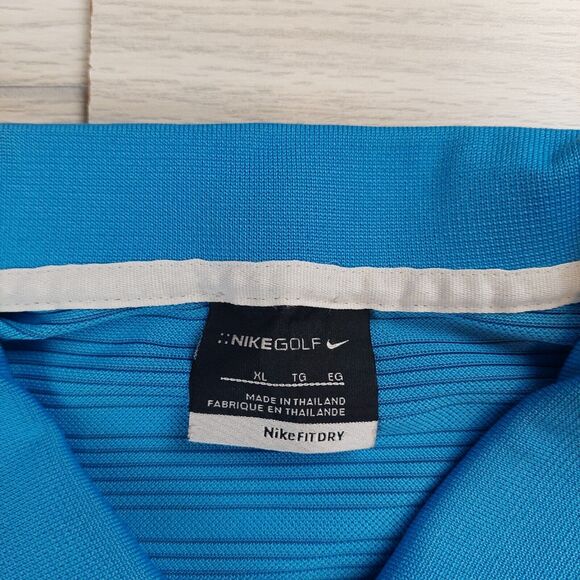 NIKEGOLF
XL TG EG
MADE IN THAILAND
FABRIQUE EN THAILANDE
NikeFITDRY